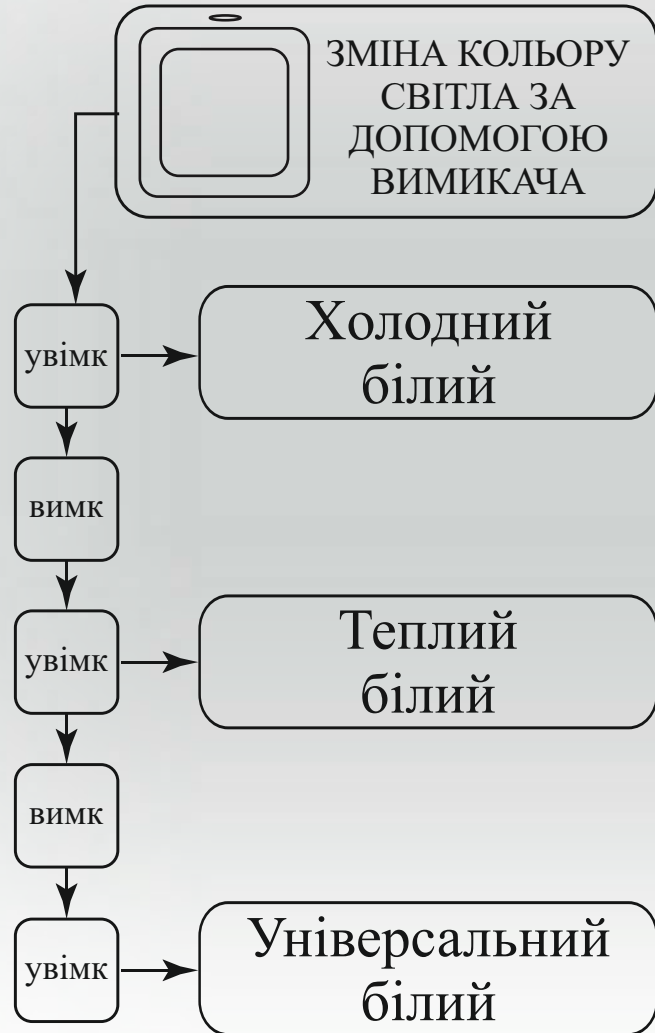 ЗМІНА КОЛЬОРУ
СВІТЛА ЗА
ДОПОМОГОЮ
ВИМИКАЧА
увімк
Холодний
білий
вимк
увімк
Теплий
білий
вимк
увімк
Універсальний
білий